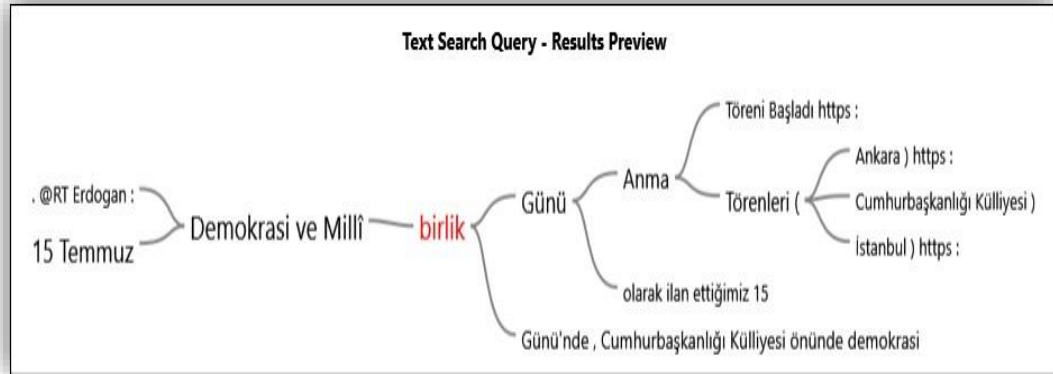 Text Search Query - Results Preview
. @RT Erdogan :
15 Temmuz
Demokrasi ve Millî
birlik
Günü
Anma
Töreni Başladı https :
Törenleri (
Ankara ) https :
Cumhurbaşkanlığı Külliyesi )
İstanbul ) https :
olarak ilan ettiğimiz 15
Günü'nde , Cumhurbaşkanlığı Külliyesi önünde demokrasi